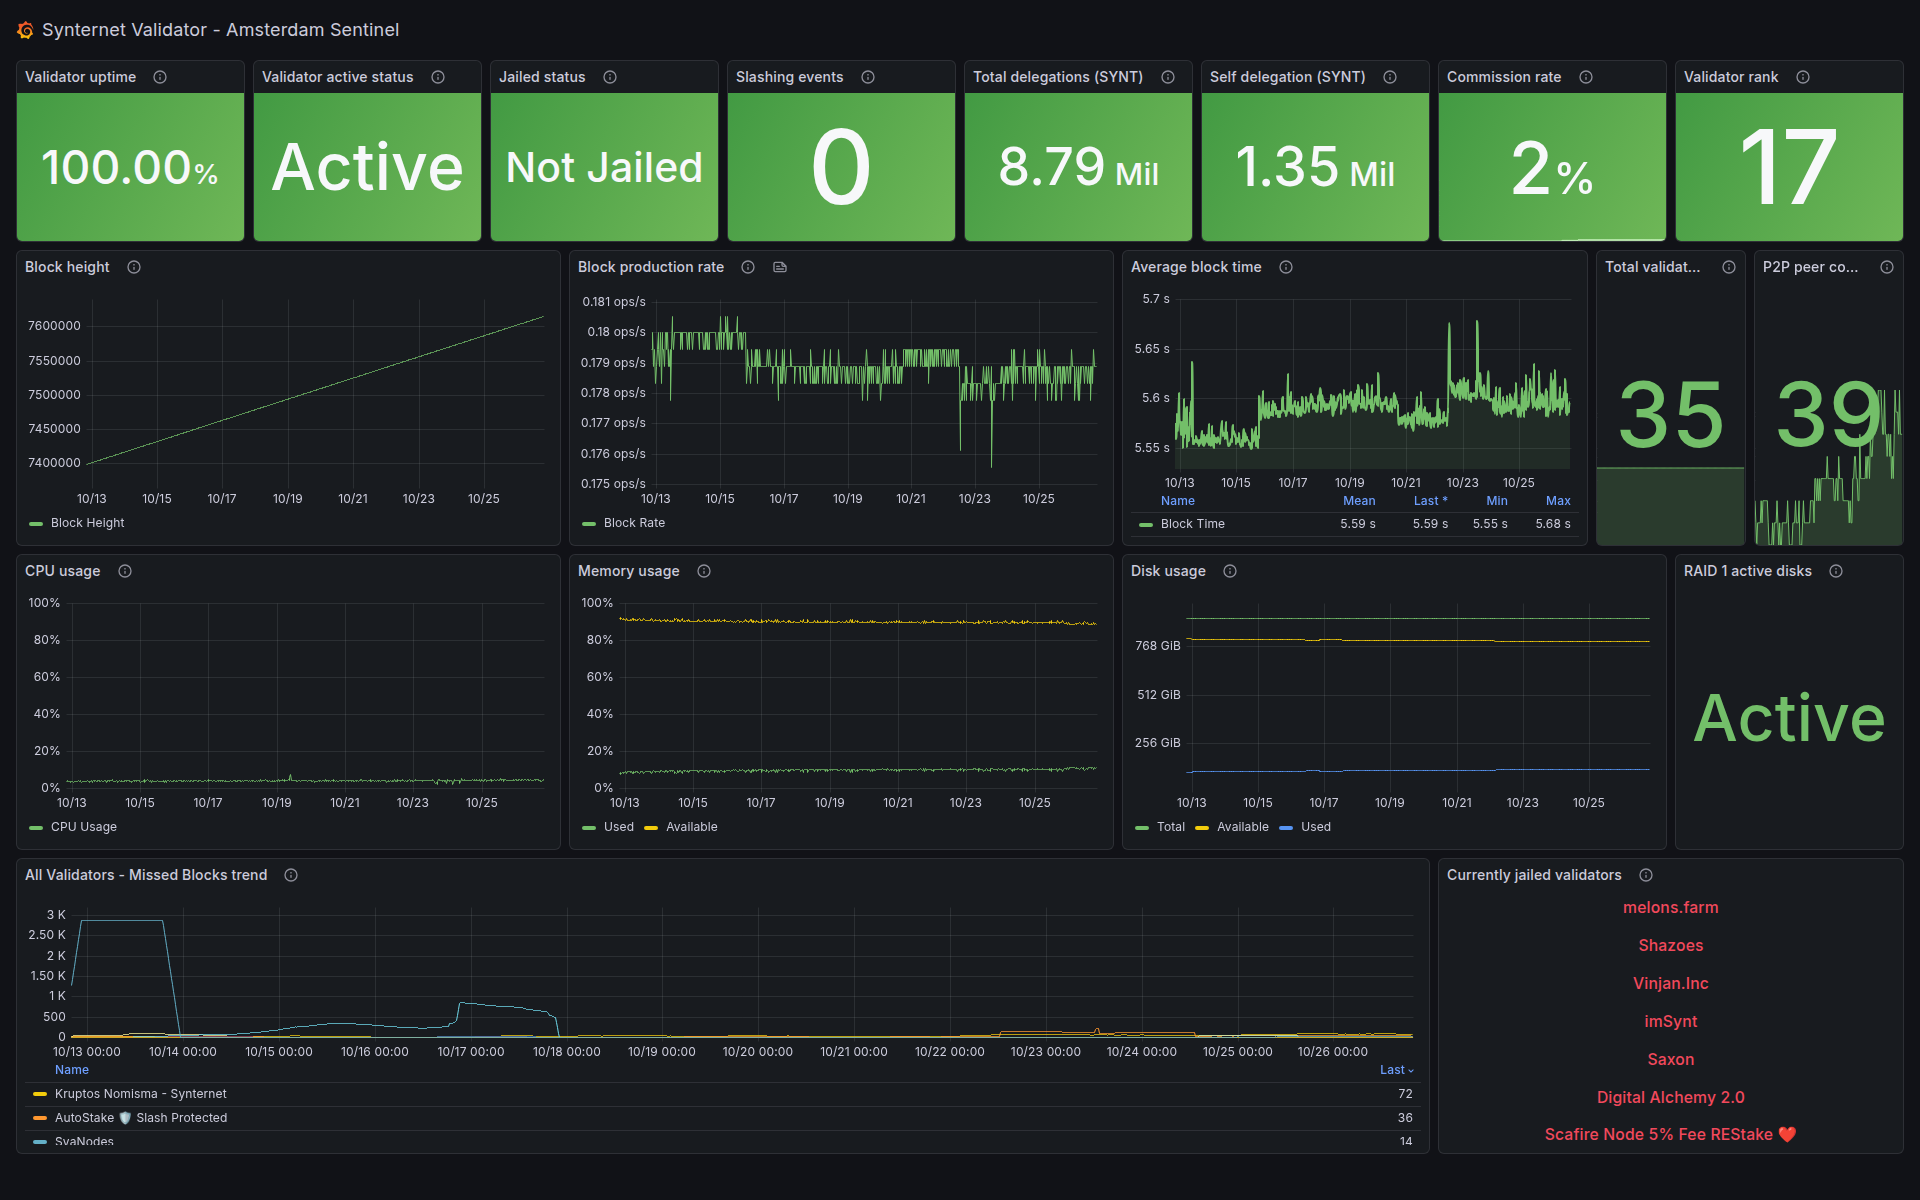 Synternet Validator - Amsterdam Sentinel
Validator uptime
Validator active status
Jailed status
Slashing events
Total delegations (SYNT)
Self delegation (SYNT)
Commission rate
Validator rank
100.00%
Active
Not Jailed
0
8.79 Mil
1.35 Mil
2%
17
Block height
7600000
7550000
7500000
7450000
7400000
10/13 10/15 10/17 10/19 10/21 10/23 10/25
Block Height
Block production rate
0.181 ops/s
0.18 ops/s
0.179 ops/s
0.178 ops/s
0.177 ops/s
0.176 ops/s
0.175 ops/s
10/13 10/15 10/17 10/19 10/21 10/23 10/25
Block Rate
Average block time
5.7 s
5.65 s
5.6 s
5.55 s
10/13 10/15 10/17 10/19 10/21 10/23 10/25
Name Mean Last * Min Max
Block Time 5.59 s 5.59 s 5.55 s 5.68 s
Total validat...
35
P2P peer co...
39
CPU usage
100%
80%
60%
40%
20%
0%
10/13 10/15 10/17 10/19 10/21 10/23 10/25
CPU Usage
Memory usage
100%
80%
60%
40%
20%
0%
10/13 10/15 10/17 10/19 10/21 10/23 10/25
Used Available
Disk usage
768 GiB
512 GiB
256 GiB
10/13 10/15 10/17 10/19 10/21 10/23 10/25
Total Available Used
RAID 1 active disks
Active
All Validators - Missed Blocks trend
3 K
2.50 K
2 K
1.50 K
1 K
500
0
10/13 00:00 10/14 00:00 10/15 00:00 10/16 00:00 10/17 00:00 10/18 00:00 10/19 00:00 10/20 00:00 10/21 00:00 10/22 00:00 10/23 00:00 10/24 00:00 10/25 00:00 10/26 00:00
Name Last
Kruptos Nomisma - Synternet 72
AutoStake 🛡️ Slash Protected 36
SvaNodes 14
Currently jailed validators
melons.farm
Shazoes
Vinjan.Inc
imSynt
Saxon
Digital Alchemy 2.0
Scafire Node 5% Fee REStake ❤️